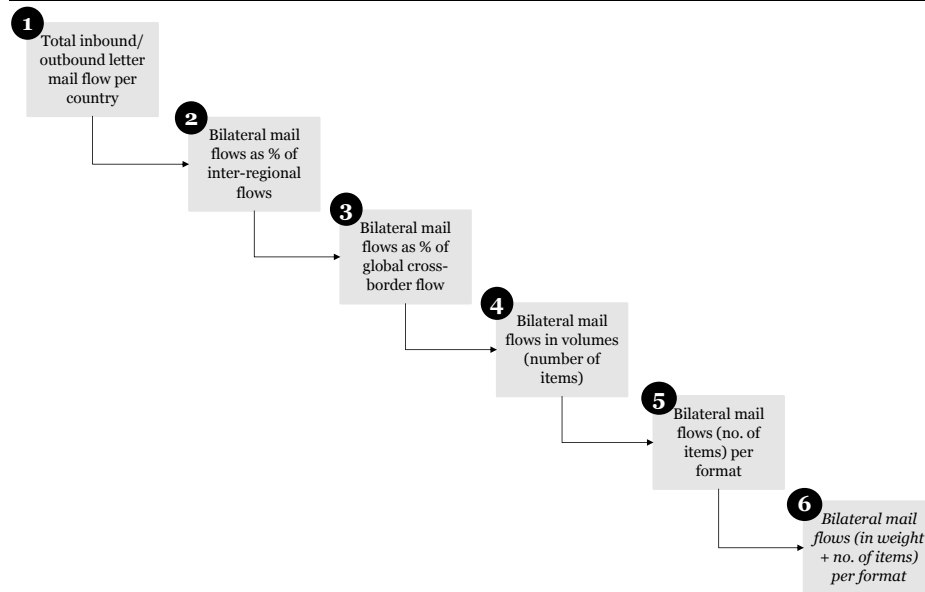 1
Total inbound/
outbound letter
mail flow per
country
2
Bilateral mail
flows as % of
inter-regional
flows
3
Bilateral mail
flows as % of
global cross-
border flow
4
Bilateral mail
flows in volumes
(number of
items)
5
Bilateral mail
flows (no. of
items) per
format
6
Bilateral mail
flows (in weight
+ no. of items)
per format